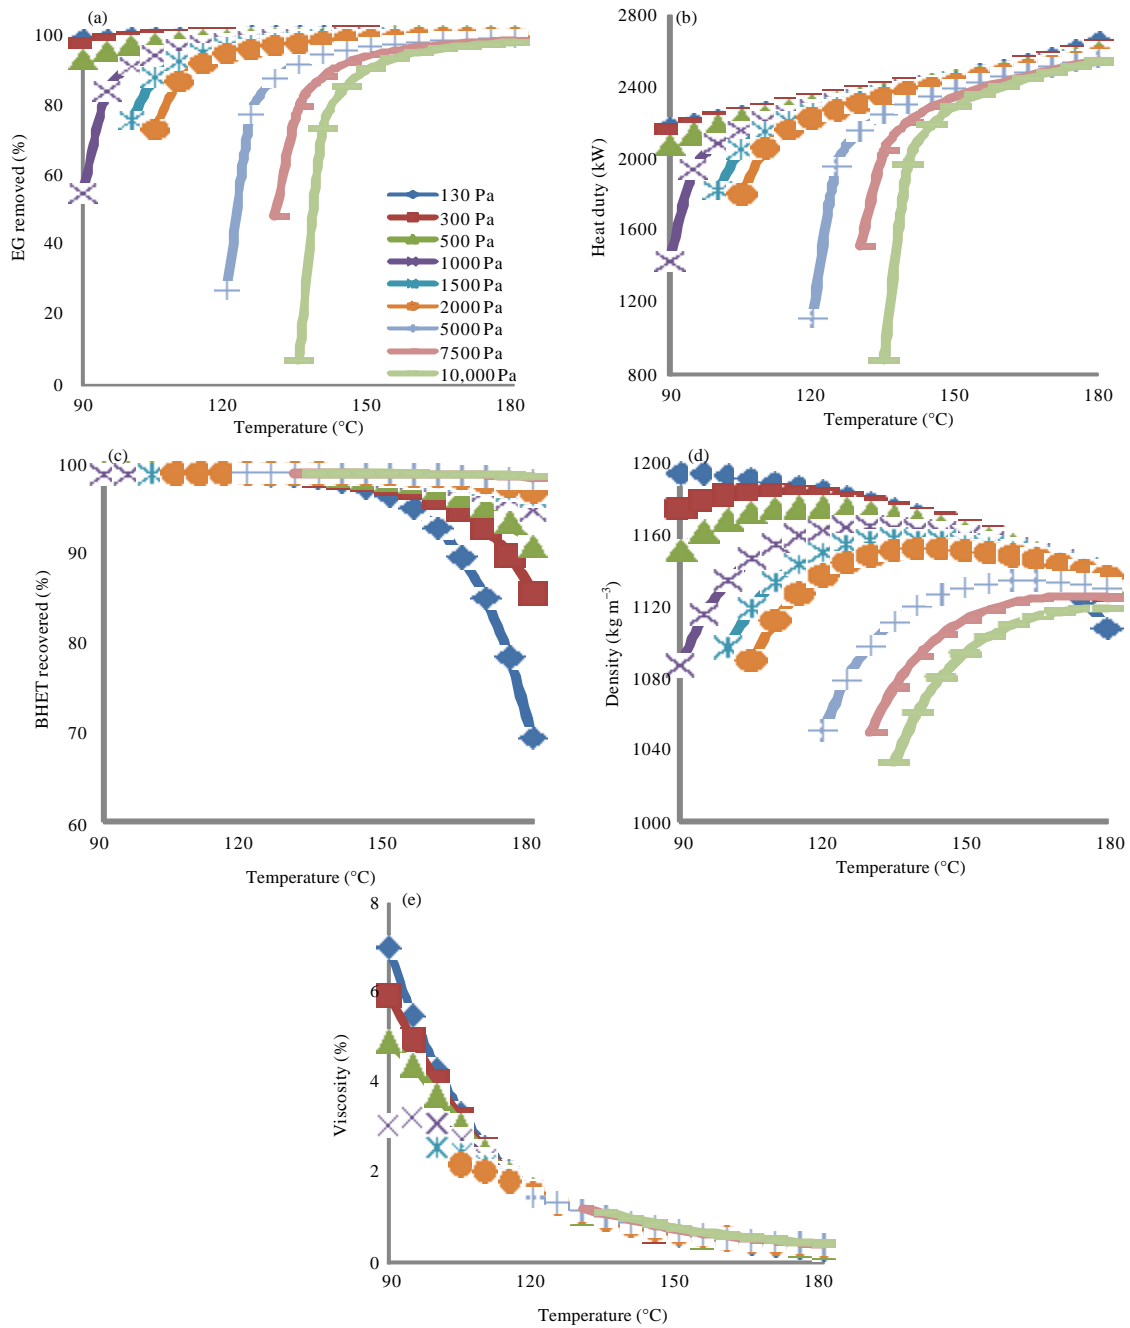 (a)
EG removed (%)
100
80
60
40
20
0
90 120 150 180
Temperature (°C)
130 Pa
300 Pa
500 Pa
1000 Pa
1500 Pa
2000 Pa
5000 Pa
7500 Pa
10,000 Pa
(b)
Heat duty (kW)
2800
2400
2000
1600
1200
800
90 120 150 180
Temperature (°C)
(c)
BHET recovered (%)
100
90
80
70
60
90 120 150 180
Temperature (°C)
(d)
Density (kg m⁻³)
1200
1160
1120
1080
1040
1000
90 120 150 180
Temperature (°C)
(e)
Viscosity (%)
8
6
4
2
0
90 120 150 180
Temperature (°C)